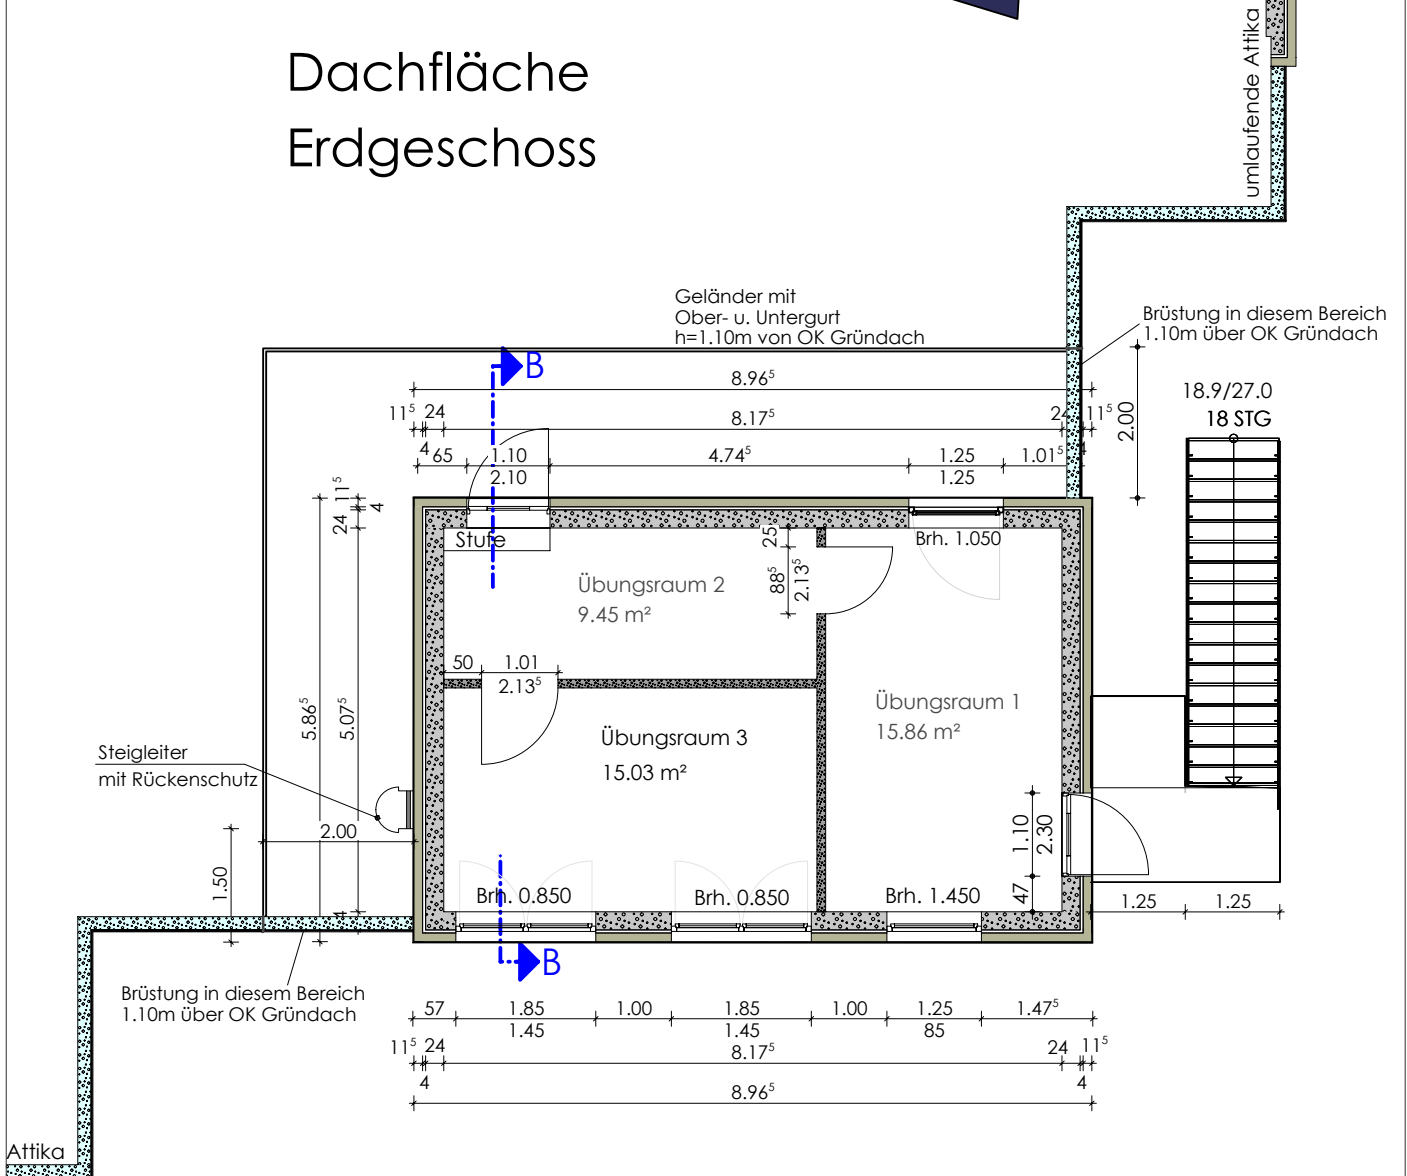 Dachfläche
Erdgeschoss
umlaufende Attika
Geländer mit
Ober- u. Untergurt
h=1.10m von OK Gründach
Brüstung in diesem Bereich
1.10m über OK Gründach
B
8.96⁵
18.9/27.0
18 STG
11⁵ 24
8.17⁵
24 11⁵
2.00
4 65
1.10
2.10
4.74⁵
1.25
1.25
1.01⁵
4
11⁵
4
24
Stufe
25
Brh. 1.050
88⁵
2.13⁵
Übungsraum 2
9.45 m²
50
1.01
2.13⁵
Übungsraum 1
15.86 m²
5.86⁵
5.07⁵
Übungsraum 3
15.03 m²
Steigleiter
mit Rückenschutz
2.00
1.10
2.30
1.50
47
4
Brh. 0.850
Brh. 0.850
Brh. 1.450
1.25
1.25
B
Brüstung in diesem Bereich
1.10m über OK Gründach
57
1.85
1.45
1.00
1.85
1.45
1.00
1.25
85
1.47⁵
11⁵ 24
8.17⁵
24 11⁵
4
4
8.96⁵
Attika